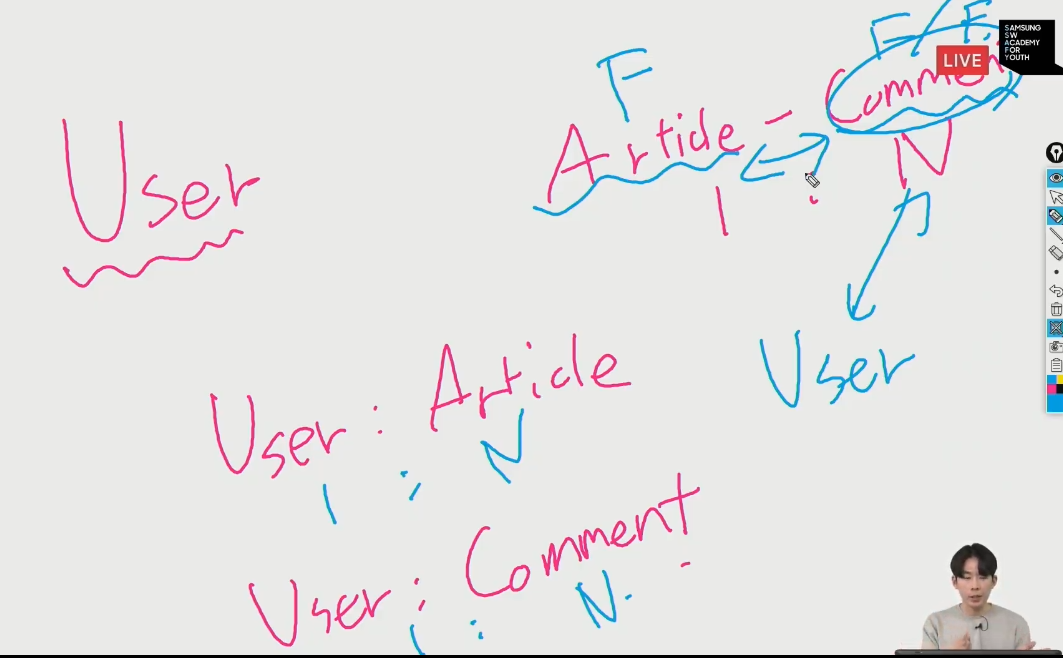 F / F
SAMSUNG
SW
ACADEMY
FOR
YOUTH
LIVE
F
Article - Comment
1 : N
User
User
User : Article
1 : N
User : Comment
1 : N